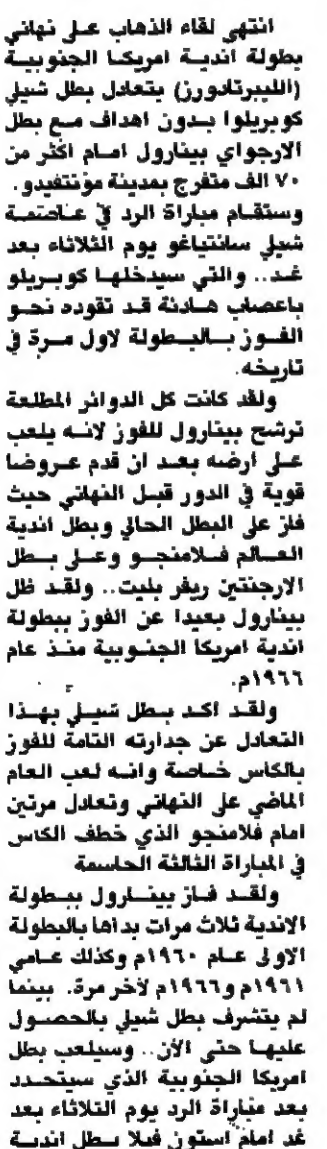 انتهى لقاء الذهاب على نهائي
بطولة اندية امريكا الجنوبية
(الليبرتادورز) بتعادل بطل شيلي
كوبريلوا بدون اهداف مع بطل
الارجواي بينارول امام اكثر من
٧٠ الف متفرج بمدينة مونتفيدو.
وستقام مباراة الرد في عاصمة
شيلي سانتياغو يوم الثلاثاء بعد
غد.. والتي سيدخلها كوبريلو
باعصاب هادئة قد تقوده نحو
الفوز بالبطولة لاول مرة في
تاريخه.
ولقد كانت كل الدوائر المطلعة
ترشح بينارول للفوز لانه يلعب
على ارضه بعد ان قدم عروضا
قوية في الدور قبل النهائي حيث
فاز على البطل الحالي وبطل اندية
العالم فلامنجو وعلى بطل
الارجنتين ريفر بليت.. ولقد ظل
بينارول بعيدا عن الفوز ببطولة
اندية امريكا الجنوبية منذ عام
١٩٦٦م.
ولقد اكد بطل شيلي بهذا
التعادل عن جدارته التامة للفوز
بالكاس خاصة وانه لعب العام
الماضي على النهائي وتعادل مرتين
امام فلامنجو الذي خطف الكاس
في المباراة الثالثة الحاسمة
ولقد فاز بينارول ببطولة
الاندية ثلاث مرات بداها بالبطولة
الاولى عام ١٩٦٠م وكذلك عامي
١٩٦١م و١٩٦٦م لآخر مرة. بينما
لم يتشرف بطل شيلي بالحصول
عليها حتى الآن.. وسيلعب بطل
امريكا الجنوبية الذي سيتحدد
بعد مباراة الرد يوم الثلاثاء بعد
غد امام استون فيلا بطل اندية